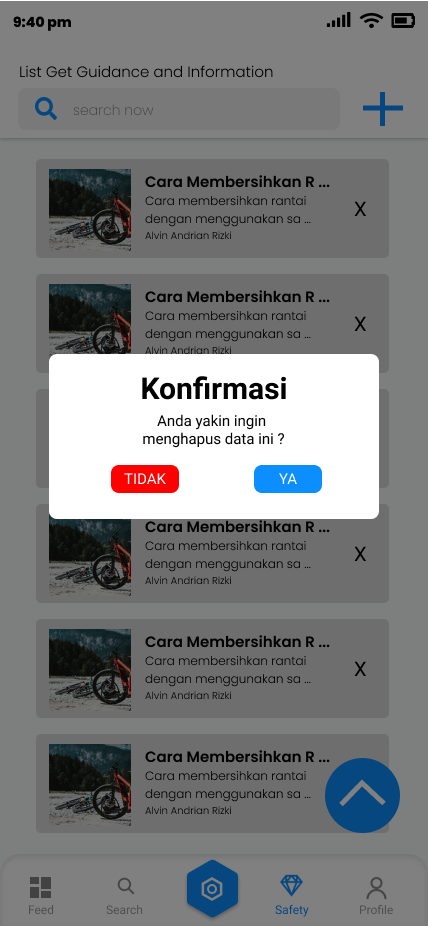 9:40 pm
List Get Guidance and Information
search now
Cara Membersihkan R ...
Cara membersihkan rantai
dengan menggunakan sa ...
Alvin Andrian Rizki
X
Cara Membersihkan R ...
Cara membersihkan rantai
dengan menggunakan sa ...
Alvin Andrian Rizki
X
Konfirmasi
Anda yakin ingin
menghapus data ini ?
TIDAK
YA
Cara Membersihkan R ...
Cara membersihkan rantai
dengan menggunakan sa ...
Alvin Andrian Rizki
X
Cara Membersihkan R ...
Cara membersihkan rantai
dengan menggunakan sa ...
Alvin Andrian Rizki
X
Cara Membersihkan R ...
Cara membersihkan rantai
dengan menggunakan sa ...
Alvin Andrian Rizki
Feed
Search
Safety
Profile